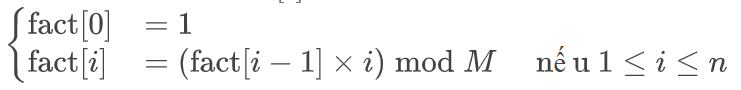 fact[0] = 1
fact[i] = (fact[i − 1] × i) mod M nếu 1 ≤ i ≤ n